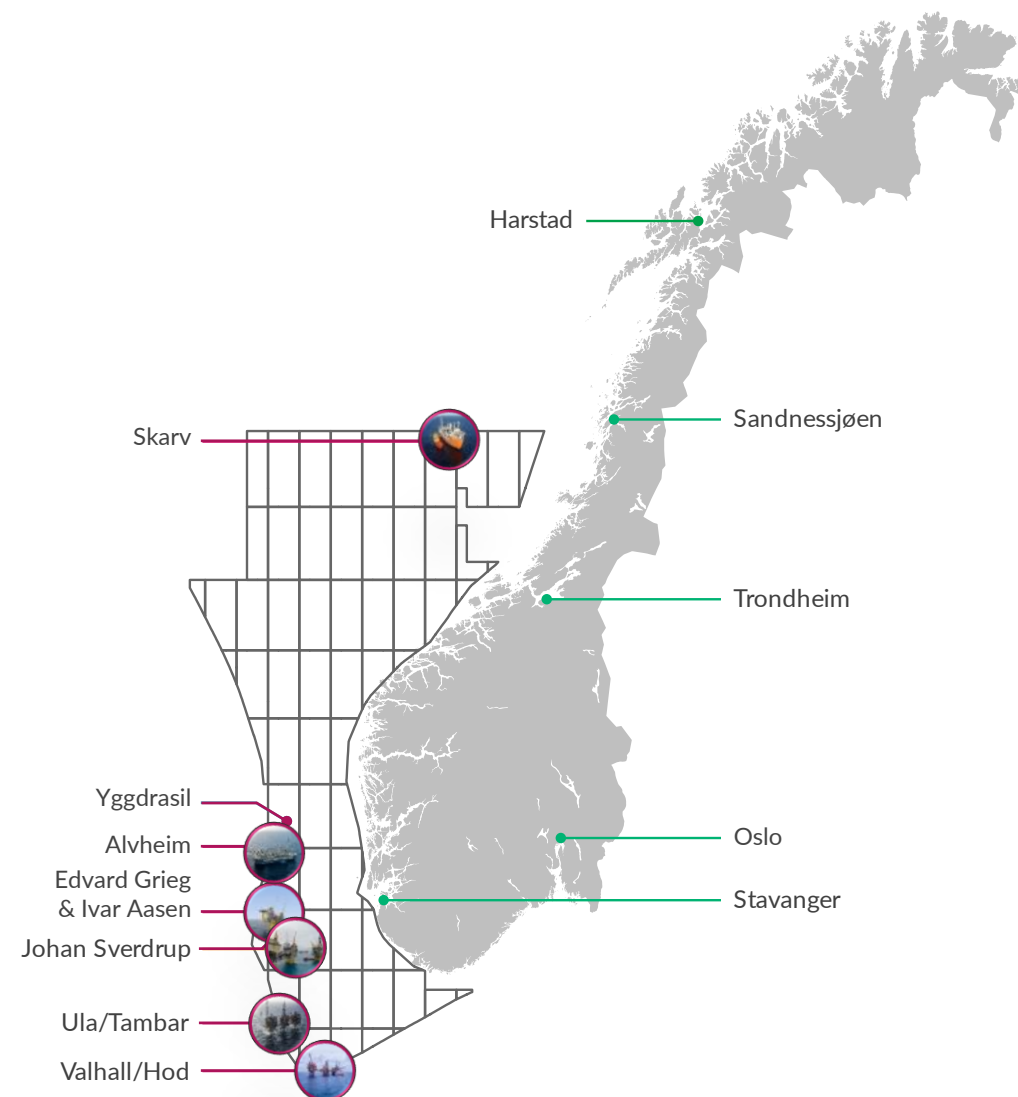 Harstad
Sandnessjøen
Skarv
Trondheim
Yggdrasil
Oslo
Alvheim
Edvard Grieg
& Ivar Aasen
Stavanger
Johan Sverdrup
Ula/Tambar
Valhall/Hod